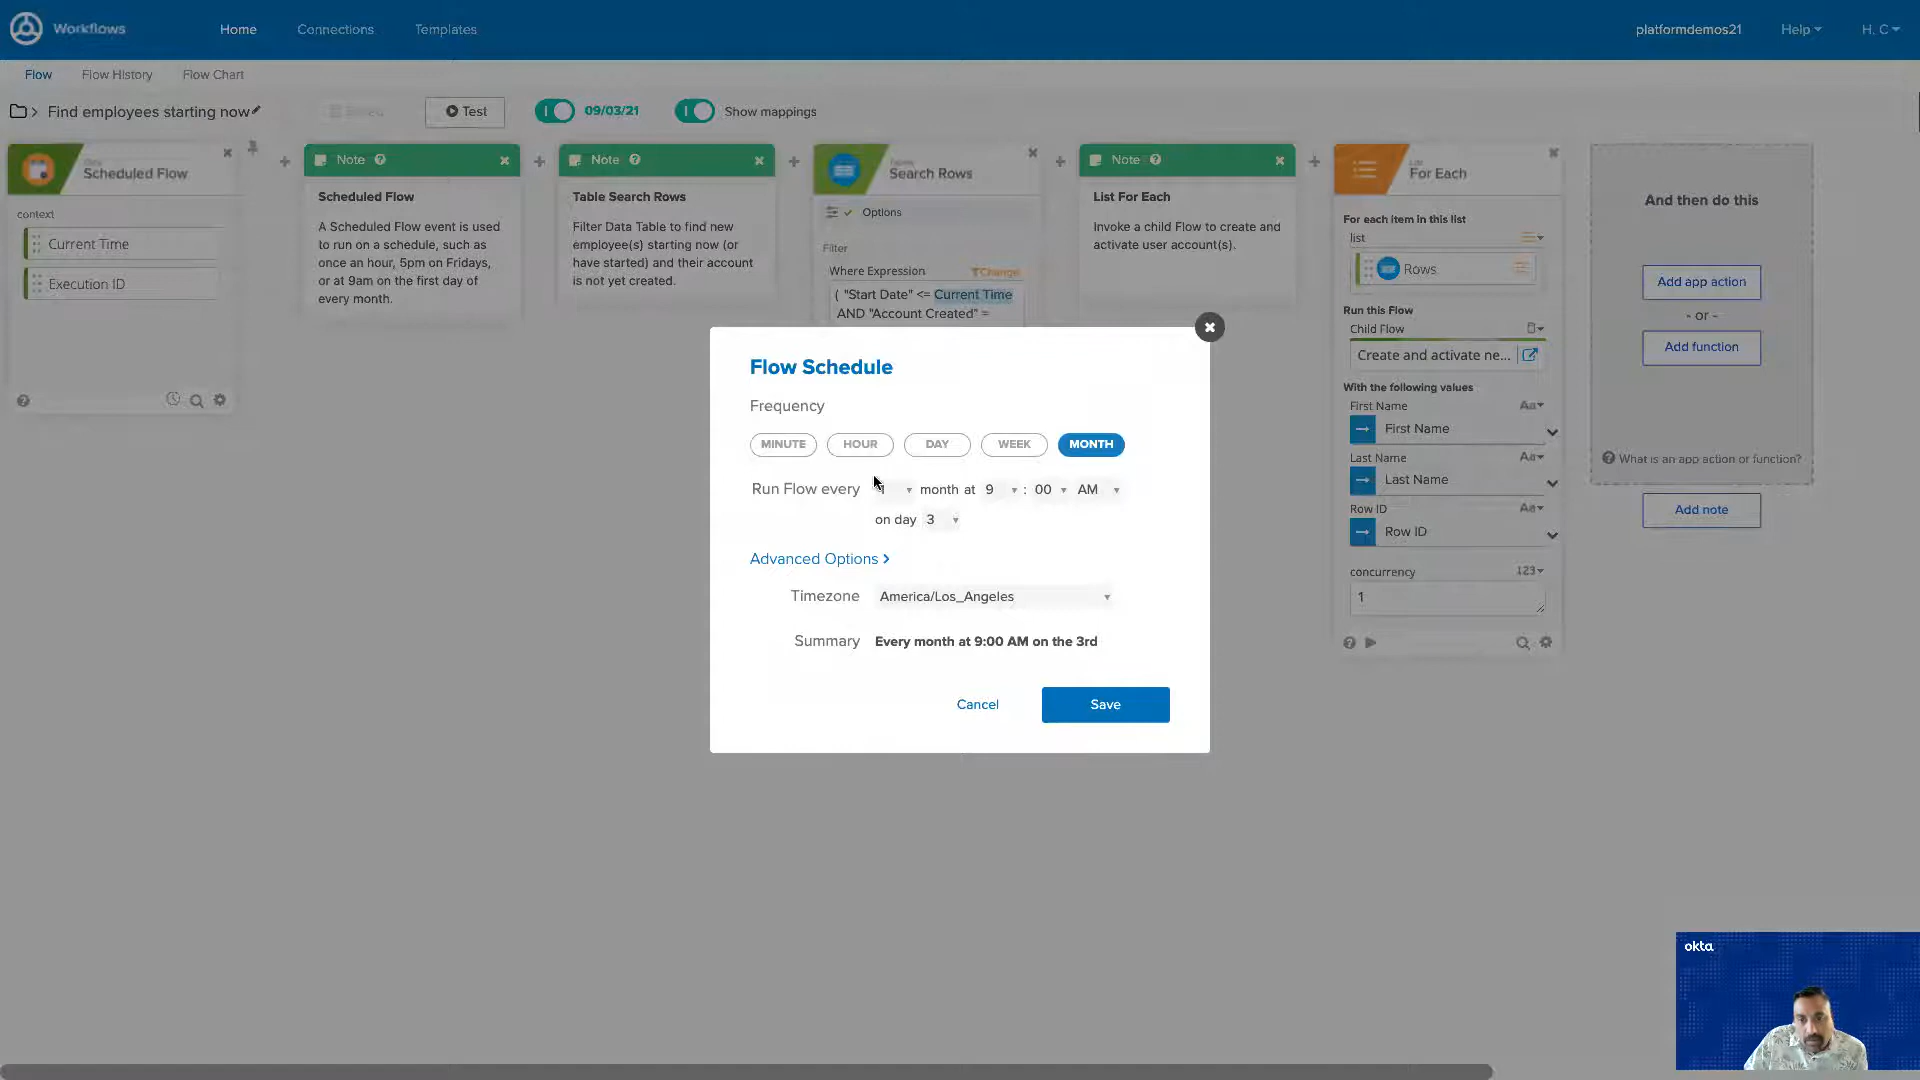 Workflows
Home
Connections
Templates
platformdemos21
Help
H. C
Flow
Flow History
Flow Chart
Find employees starting now
Test
09/03/21
Show mappings
Scheduled Flow
context
Current Time
Execution ID
Note
Scheduled Flow
A Scheduled Flow event is used
to run on a schedule, such as
once an hour, 5pm on Fridays,
or at 9am on the first day of
every month.
Note
Table Search Rows
Filter Data Table to find new
employee(s) starting now (or
have started) and their account
is not yet created.
Search Rows
Options
Filter
Where Expression
Change
( "Start Date" <= Current Time
AND "Account Created" =
Note
List For Each
Invoke a child Flow to create and
activate user account(s).
List
For Each
For each item in this list
list
Rows
Run this Flow
Child Flow
Create and activate ne...
With the following values
First Name
Aa
First Name
Last Name
Aa
Last Name
Row ID
Aa
Row ID
concurrency
123
1
And then do this
Add app action
- or -
Add function
What is an app action or function?
Add note
Flow Schedule
Frequency
MINUTE
HOUR
DAY
WEEK
MONTH
Run Flow every month at 9 : 00 AM
on day 3
Advanced Options
Timezone America/Los_Angeles
Summary Every month at 9:00 AM on the 3rd
Cancel
Save
okta